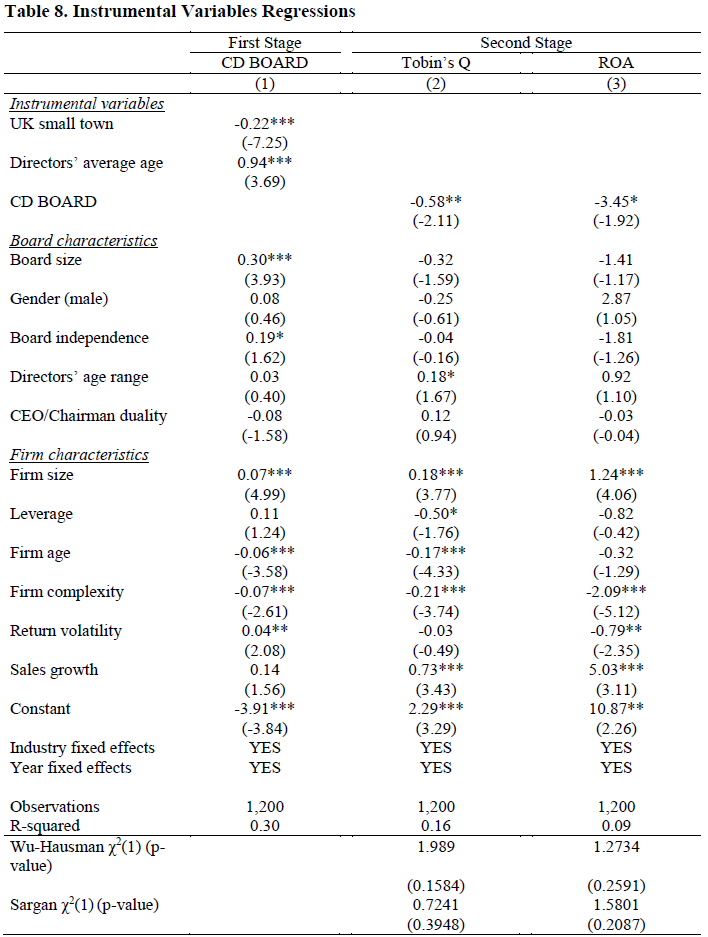 Table 8. Instrumental Variables Regressions
First Stage Second Stage
CD BOARD Tobin's Q ROA
(1) (2) (3)
Instrumental variables
UK small town -0.22***
(-7.25)
Directors' average age 0.94***
(3.69)
CD BOARD -0.58** -3.45*
(-2.11) (-1.92)
Board characteristics
Board size 0.30*** -0.32 -1.41
(3.93) (-1.59) (-1.17)
Gender (male) 0.08 -0.25 2.87
(0.46) (-0.61) (1.05)
Board independence 0.19* -0.04 -1.81
(1.62) (-0.16) (-1.26)
Directors' age range 0.03 0.18* 0.92
(0.40) (1.67) (1.10)
CEO/Chairman duality -0.08 0.12 -0.03
(-1.58) (0.94) (-0.04)
Firm characteristics
Firm size 0.07*** 0.18*** 1.24***
(4.99) (3.77) (4.06)
Leverage 0.11 -0.50* -0.82
(1.24) (-1.76) (-0.42)
Firm age -0.06*** -0.17*** -0.32
(-3.58) (-4.33) (-1.29)
Firm complexity -0.07*** -0.21*** -2.09***
(-2.61) (-3.74) (-5.12)
Return volatility 0.04** -0.03 -0.79**
(2.08) (-0.49) (-2.35)
Sales growth 0.14 0.73*** 5.03***
(1.56) (3.43) (3.11)
Constant -3.91*** 2.29*** 10.87**
(-3.84) (3.29) (2.26)
Industry fixed effects YES YES YES
Year fixed effects YES YES YES
Observations 1,200 1,200 1,200
R-squared 0.30 0.16 0.09
Wu-Hausman χ²(1) (p- 1.989 1.2734
value)
(0.1584) (0.2591)
Sargan χ²(1) (p-value) 0.7241 1.5801
(0.3948) (0.2087)